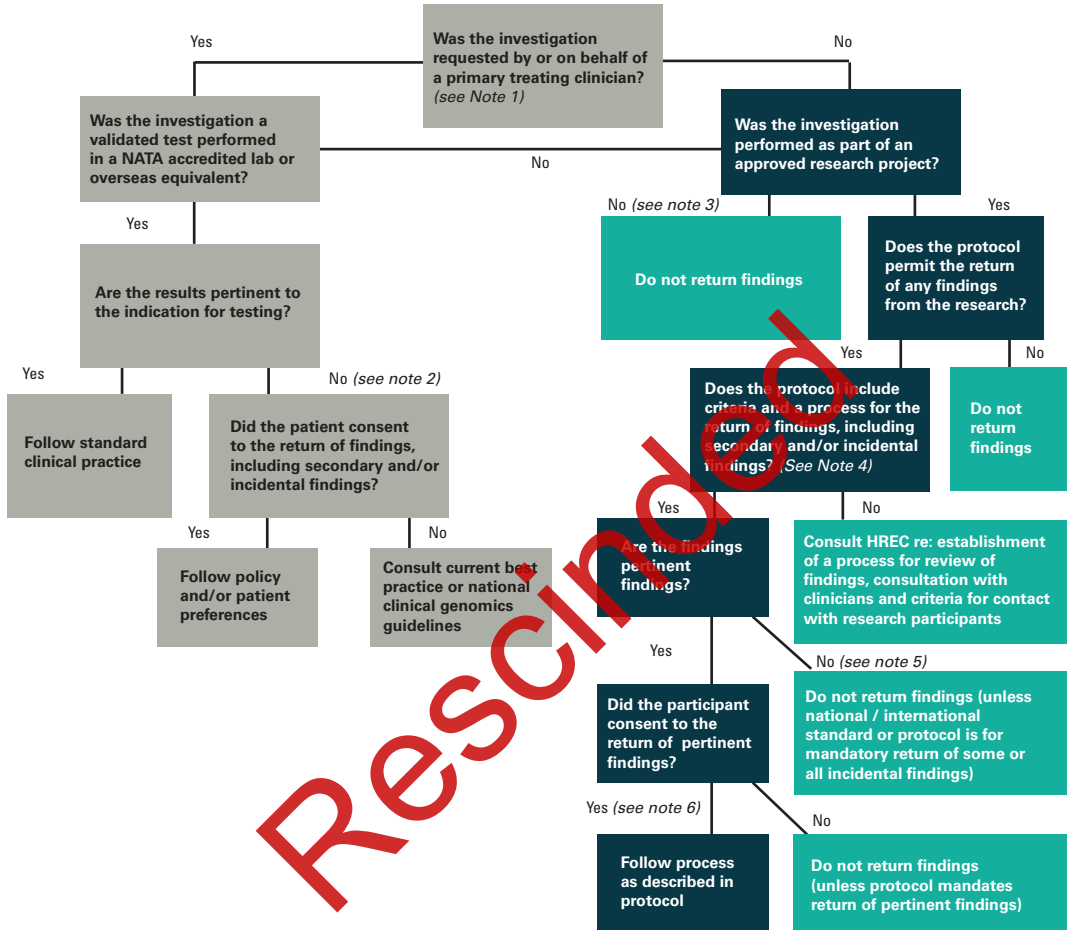 Was the investigation
requested by or on behalf of
a primary treating clinician?
(see Note 1)
Yes
No
Was the investigation a
validated test performed
in a NATA accredited lab or
overseas equivalent?
No
Was the investigation
performed as part of an
approved research project?
Yes
No (see note 3)
Yes
Are the results pertinent to
the indication for testing?
Do not return findings
Does the protocol
permit the return
of any findings
from the research?
Yes
No (see note 2)
Yes
No
Follow standard
clinical practice
Did the patient consent
to the return of findings,
including secondary and/or
incidental findings?
Does the protocol include
criteria and a process for the
return of findings, including
secondary and/or incidental
findings? (See Note 4)
Do not
return
findings
Yes
No
Yes
No
Follow policy
and/or patient
preferences
Consult current best
practice or national
clinical genomics
guidelines
Are the findings
pertinent
findings?
Consult HREC re: establishment
of a process for review of
findings, consultation with
clinicians and criteria for contact
with research participants
Yes
No (see note 5)
Did the participant
consent to the
return of pertinent
findings?
Do not return findings (unless
national / international
standard or protocol is for
mandatory return of some or
all incidental findings)
Yes (see note 6)
No
Follow process
as described in
protocol
Do not return findings
(unless protocol mandates
return of pertinent findings)
Rescinded